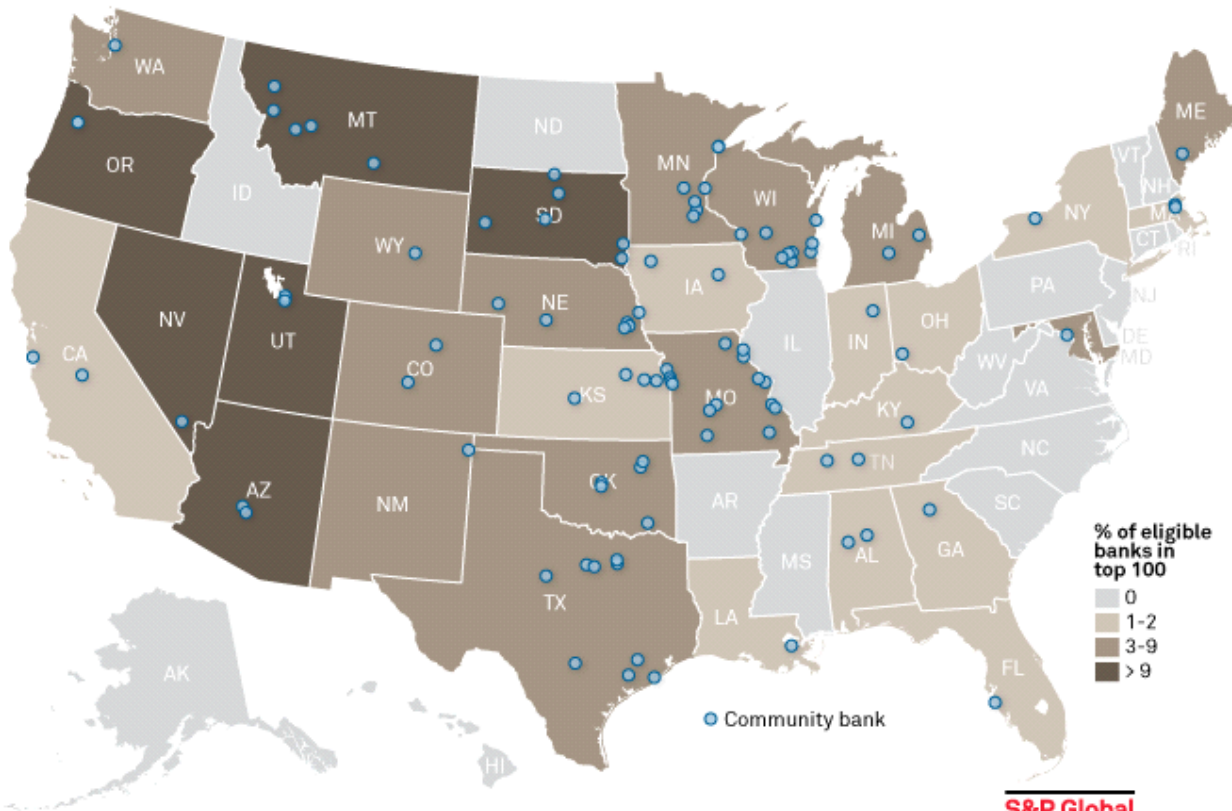 WA
MT
ND
OR
ID
SD
MN
WI
MI
WY
NE
IA
NY
ME
VT
NH
MA
CT
RI
NV
UT
CO
KS
MO
IL
IN
OH
PA
NJ
DE
MD
WV
VA
KY
CA
AZ
NM
OK
AR
TN
NC
SC
TX
LA
MS
AL
GA
FL
AK
HI
% of eligible
banks in
top 100
0
1-2
3-9
> 9
Community bank
S&P Global